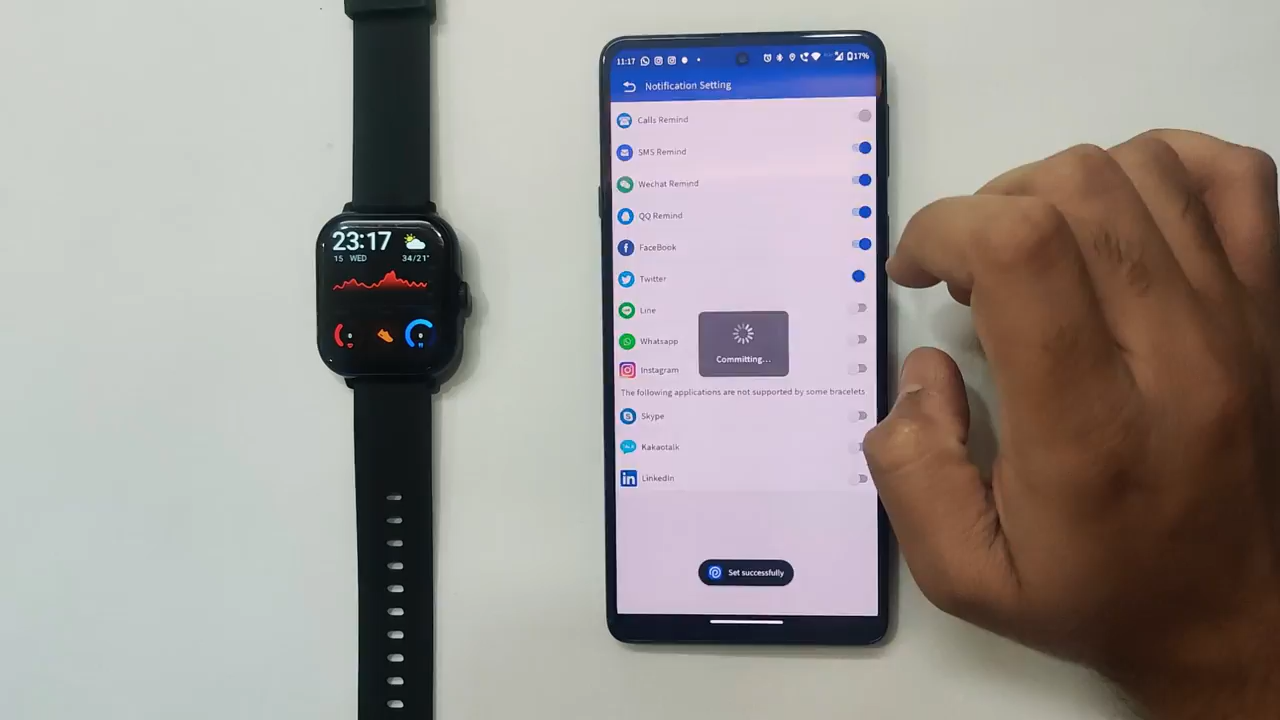 23:17
15 WED 34/21°
11:17 17%
Notification Setting
Calls Remind
SMS Remind
Wechat Remind
QQ Remind
FaceBook
Twitter
Line
Whatsapp
Committing...
Instagram
The following applications are not supported by some bracelets
Skype
Kakaotalk
LinkedIn
Set successfully